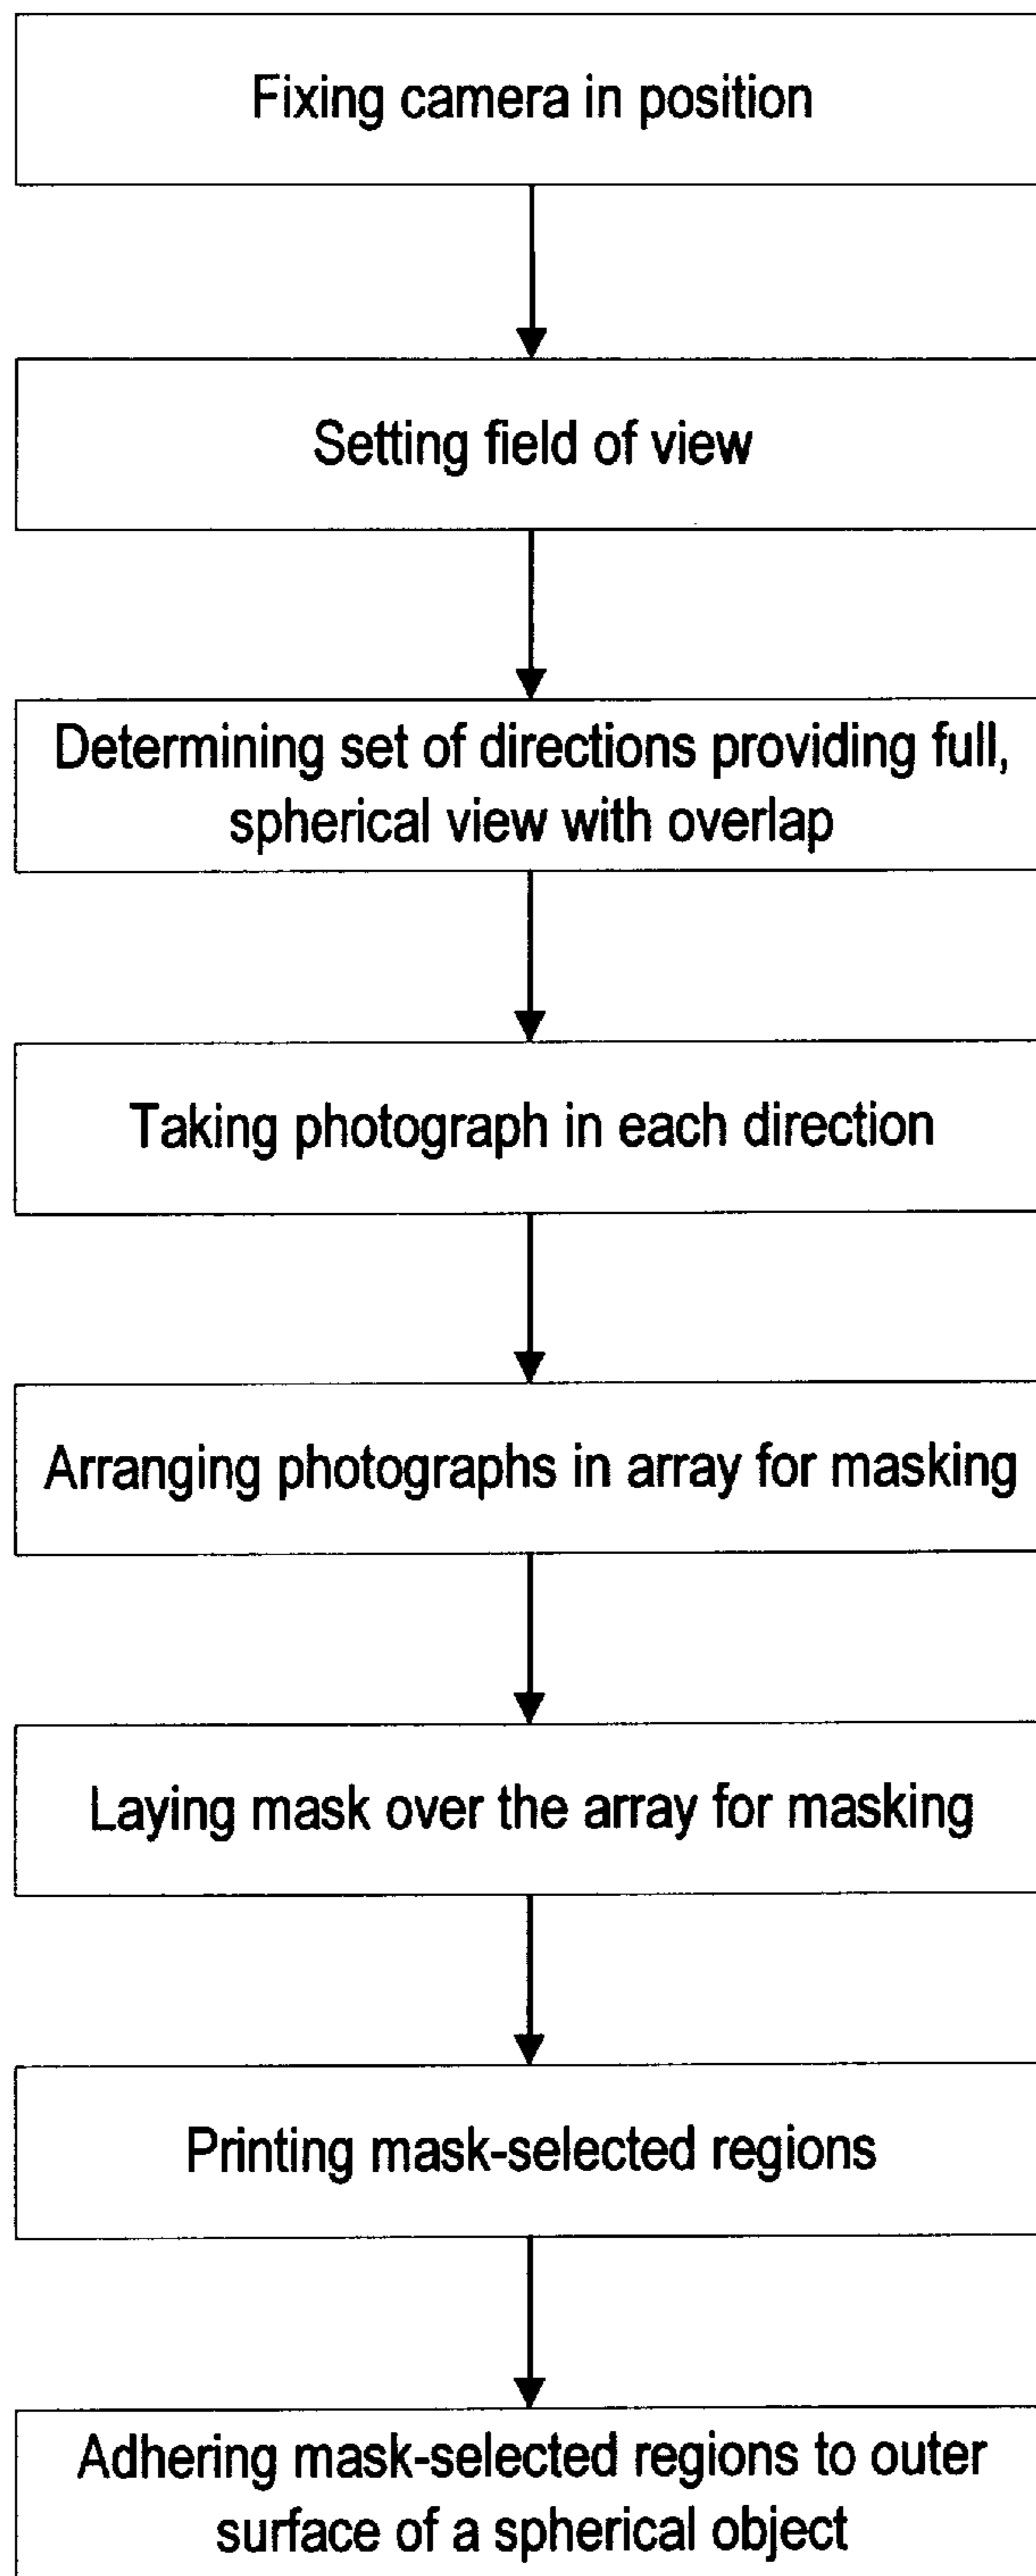 Fixing camera in position
Setting field of view
Determining set of directions providing full,
spherical view with overlap
Taking photograph in each direction
Arranging photographs in array for masking
Laying mask over the array for masking
Printing mask-selected regions
Adhering mask-selected regions to outer
surface of a spherical object